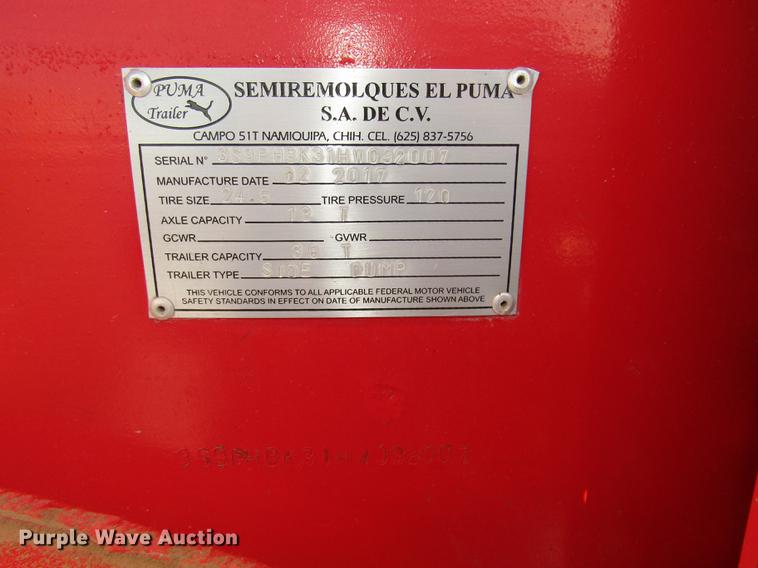 PUMA
Trailer
SEMIREMOLQUES EL PUMA
S.A. DE C.V.
CAMPO 51T NAMIQUIPA, CHIH. CEL. (625) 837-5756
SERIAL N°
MANUFACTURE DATE 02 2017
TIRE SIZE 24.5 TIRE PRESSURE 120
AXLE CAPACITY T
GCWR GVWR
TRAILER CAPACITY T
TRAILER TYPE SIDE DUMP
THIS VEHICLE CONFORMS TO ALL APPLICABLE FEDERAL MOTOR VEHICLE
SAFETY STANDARDS IN EFFECT ON DATE OF MANUFACTURE SHOWN ABOVE
Purple Wave Auction